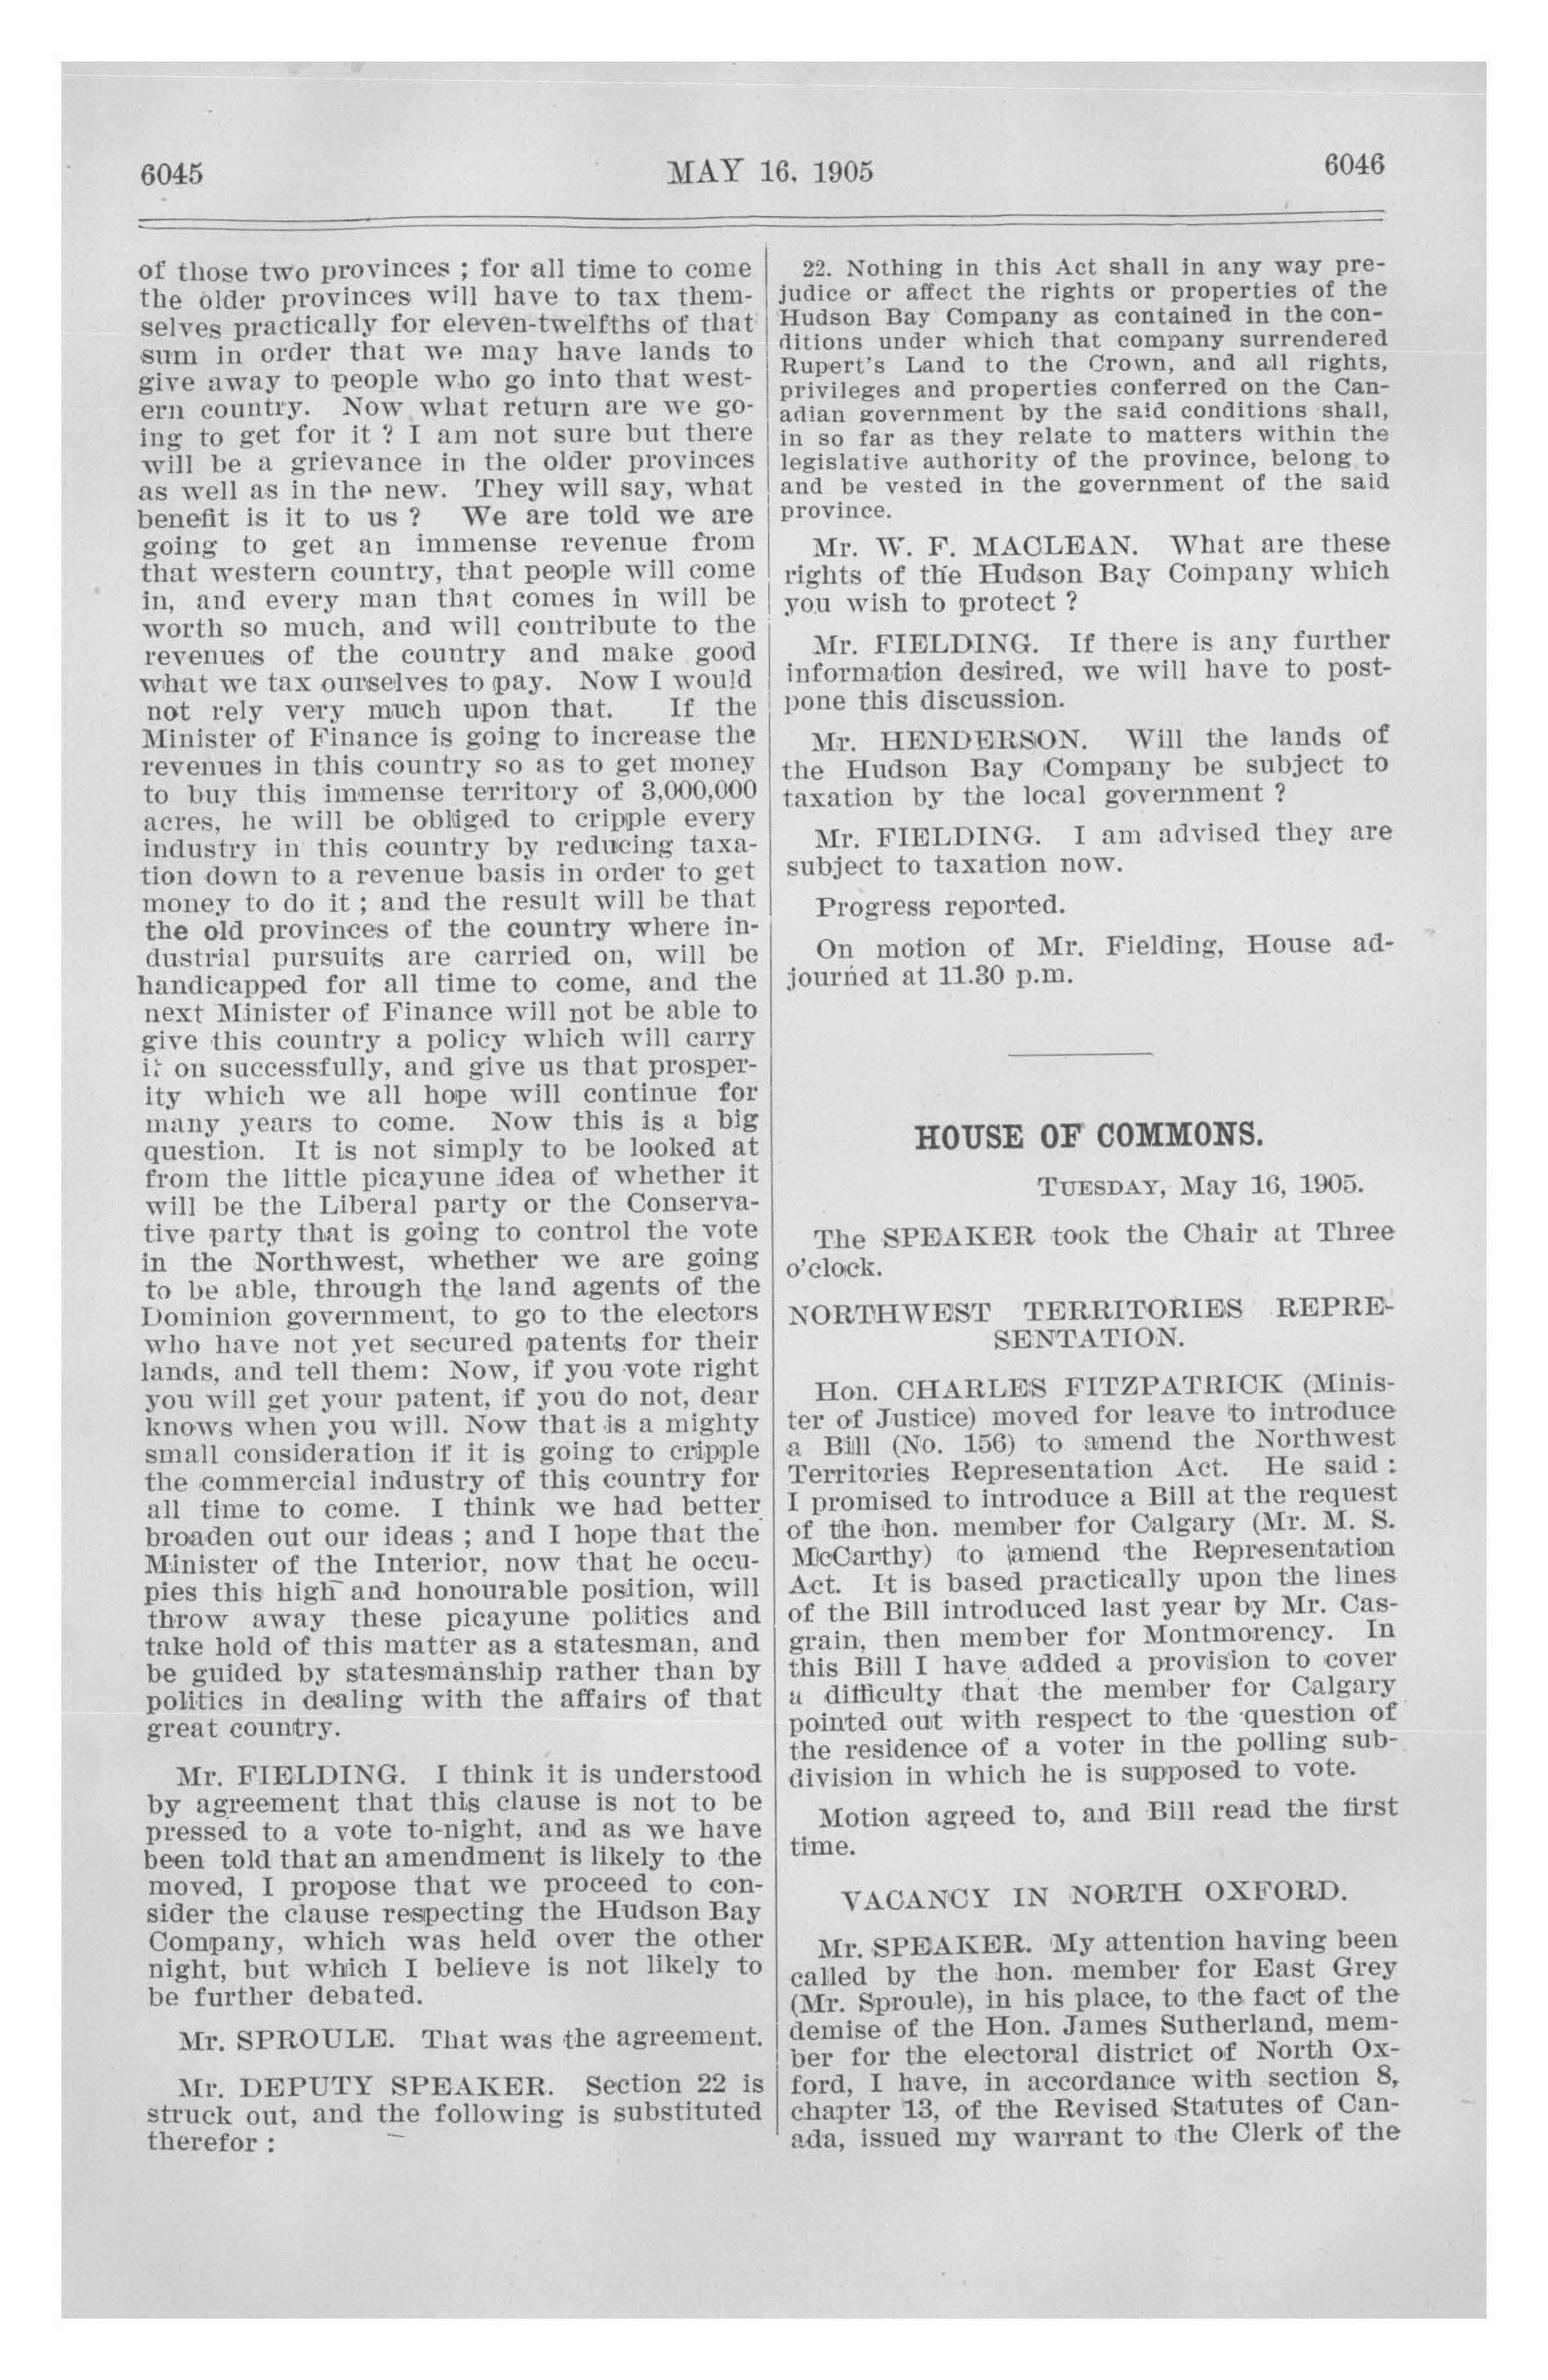 6045
MAY 16, 1905
6046
of those two provinces ; for all time to come
the older provinces will have to tax them-
selves practically for eleven-twelfths of that
sum in order that we may have lands to
give away to people who go into that west-
ern country. Now what return are we go-
ing to get for it ? I am not sure but there
will be a grievance in the older provinces
as well as in the new. They will say, what
benefit is it to us ? We are told we are
going to get an immense revenue from
that western country, that people will come
in, and every man that comes in will be
worth so much, and will contribute to the
revenues of the country and make good
what we tax ourselves to pay. Now I would
not rely very much upon that. If the
Minister of Finance is going to increase the
revenues in this country so as to get money
to buy this immense territory of 3,000,000
acres, he will be obliged to cripple every
industry in this country by reducing taxa-
tion down to a revenue basis in order to get
money to do it ; and the result will be that
the old provinces of the country where in-
dustrial pursuits are carried on, will be
handicapped for all time to come, and the
next Minister of Finance will not be able to
give this country a policy which will carry
it on successfully, and give us that prosper-
ity which we all hope will continue for
many years to come. Now this is a big
question. It is not simply to be looked at
from the little picayune idea of whether it
will be the Liberal party or the Conserva-
tive party that is going to control the vote
in the Northwest, whether we are going
to be able, through the land agents of the
Dominion government, to go to the electors
who have not yet secured patents for their
lands, and tell them: Now, if you vote right
you will get your patent, if you do not, dear
knows when you will. Now that is a mighty
small consideration if it is going to cripple
the commercial industry of this country for
all time to come. I think we had better
broaden out our ideas ; and I hope that the
Minister of the Interior, now that he occu-
pies this high and honourable position, will
throw away these picayune politics and
take hold of this matter as a statesman, and
be guided by statesmanship rather than by
politics in dealing with the affairs of that
great country.
Mr. FIELDING. I think it is understood
by agreement that this clause is not to be
pressed to a vote to-night, and as we have
been told that an amendment is likely to the
moved, I propose that we proceed to con-
sider the clause respecting the Hudson Bay
Company, which was held over the other
night, but which I believe is not likely to
be further debated.
Mr. SPROULE. That was the agreement.
Mr. DEPUTY SPEAKER. Section 22 is
struck out, and the following is substituted
therefor :
22. Nothing in this Act shall in any way pre-
judice or affect the rights or properties of the
Hudson Bay Company as contained in the con-
ditions under which that company surrendered
Rupert's Land to the Crown, and all rights,
privileges and properties conferred on the Can-
adian government by the said conditions shall,
in so far as they relate to matters within the
legislative authority of the province, belong to
and be vested in the government of the said
province.
Mr. W. F. MACLEAN. What are these
rights of the Hudson Bay Company which
you wish to protect ?
Mr. FIELDING. If there is any further
information desired, we will have to post-
pone this discussion.
Mr. HENDERSON. Will the lands of
the Hudson Bay Company be subject to
taxation by the local government ?
Mr. FIELDING. I am advised they are
subject to taxation now.
Progress reported.
On motion of Mr. Fielding, House ad-
journed at 11.30 p.m.
HOUSE OF COMMONS.
TUESDAY, May 16, 1905.
The SPEAKER took the Chair at Three
o'clock.
NORTHWEST TERRITORIES REPRE-
SENTATION.
Hon. CHARLES FITZPATRICK (Minis-
ter of Justice) moved for leave to introduce
a Bill (No. 156) to amend the Northwest
Territories Representation Act. He said :
I promised to introduce a Bill at the request
of the hon. member for Calgary (Mr. M. S.
McCarthy) to amend the Representation
Act. It is based practically upon the lines
of the Bill introduced last year by Mr. Cas-
grain, then member for Montmorency. In
this Bill I have added a provision to cover
a difficulty that the member for Calgary
pointed out with respect to the question of
the residence of a voter in the polling sub-
division in which he is supposed to vote.
Motion agreed to, and Bill read the first
time.
VACANCY IN NORTH OXFORD.
Mr. SPEAKER. My attention having been
called by the hon. member for East Grey
(Mr. Sproule), in his place, to the fact of the
demise of the Hon. James Sutherland, mem-
ber for the electoral district of North Ox-
ford, I have, in accordance with section 8,
chapter 13, of the Revised Statutes of Can-
ada, issued my warrant to the Clerk of the